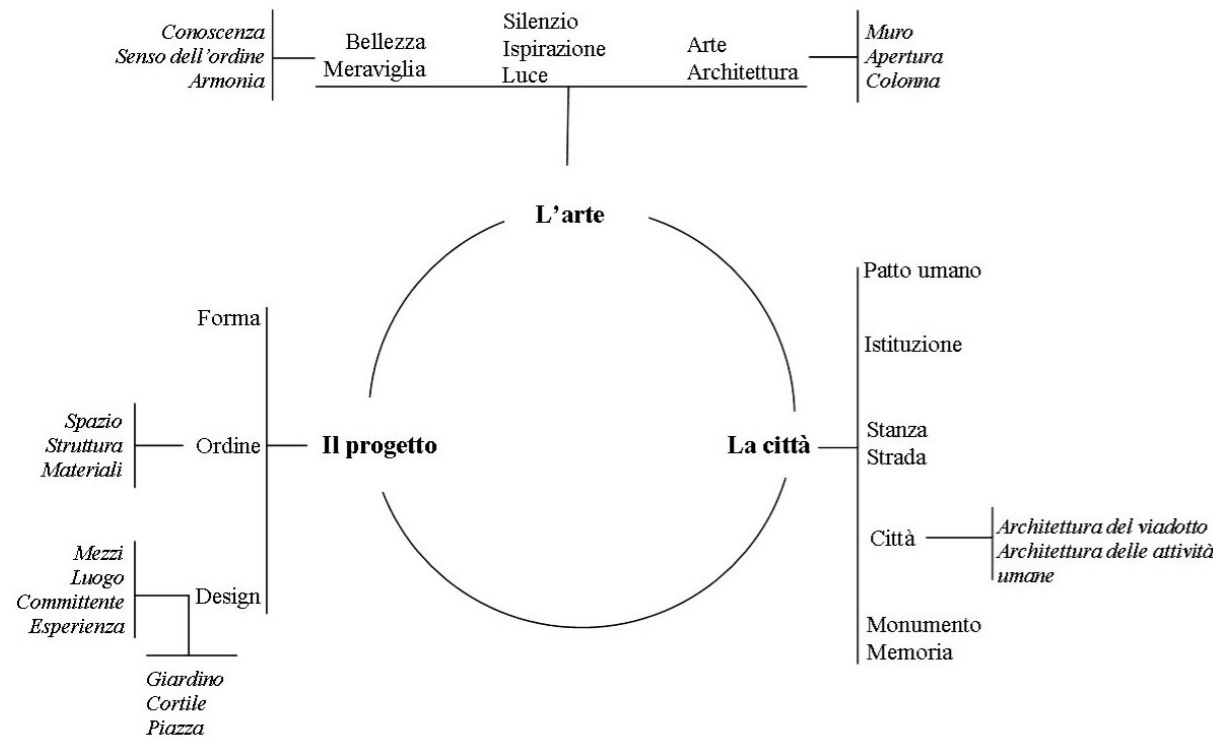 Conoscenza
Senso dell'ordine
Armonia
Bellezza
Meraviglia
Silenzio
Ispirazione
Luce
Arte
Architettura
Muro
Apertura
Colonna
L'arte
Forma
Ordine
Design
Spazio
Struttura
Materiali
Mezzi
Luogo
Committente
Esperienza
Giardino
Cortile
Piazza
Il progetto
La città
Patto umano
Istituzione
Stanza
Strada
Città
Architettura del viadotto
Architettura delle attività
umane
Monumento
Memoria